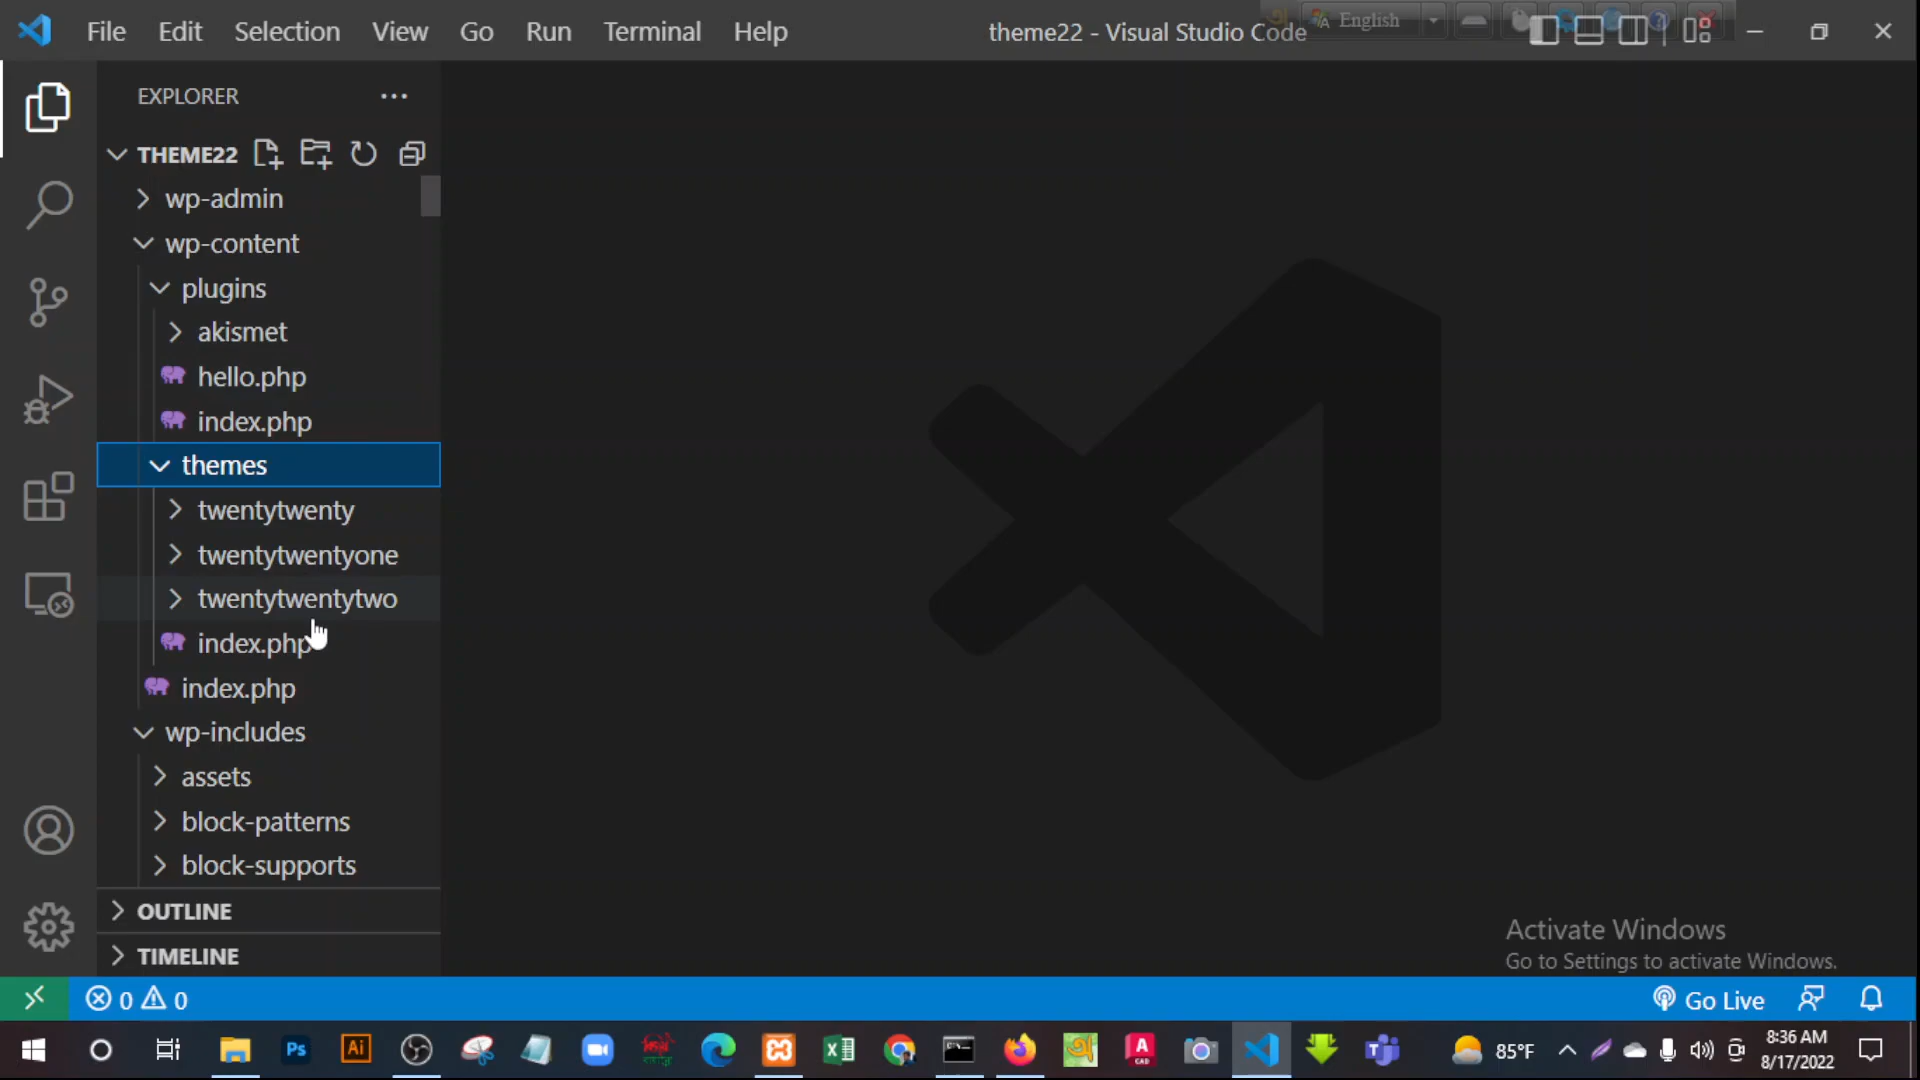 File Edit Selection View Go Run Terminal Help theme22 - Visual Studio Code English
EXPLORER
THEME22
wp-admin
wp-content
plugins
akismet
hello.php
index.php
themes
twentytwenty
twentytwentyone
twentytwentytwo
index.php
index.php
wp-includes
assets
block-patterns
block-supports
OUTLINE
TIMELINE
Activate Windows
Go to Settings to activate Windows.
0 0 Go Live
Ps Ai 85°F
8:36 AM
8/17/2022